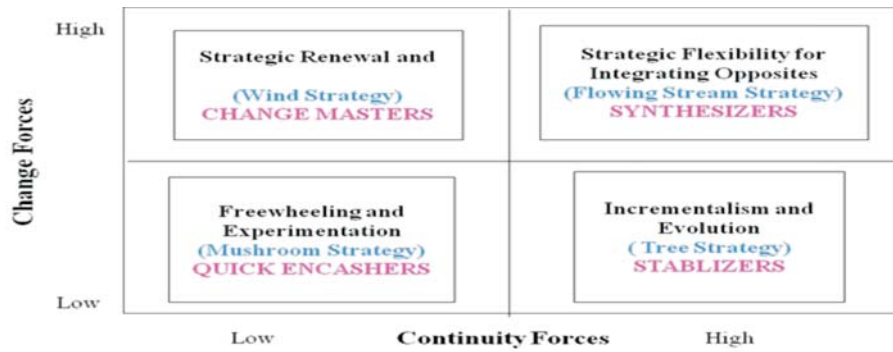 High
Change Forces
Low
Strategic Renewal and
(Wind Strategy)
CHANGE MASTERS
Strategic Flexibility for
Integrating Opposites
(Flowing Stream Strategy)
SYNTHESIZERS
Freewheeling and
Experimentation
(Mushroom Strategy)
QUICK ENCASHERS
Incrementalism and
Evolution
( Tree Strategy)
STABLIZERS
Low
Continuity Forces
High